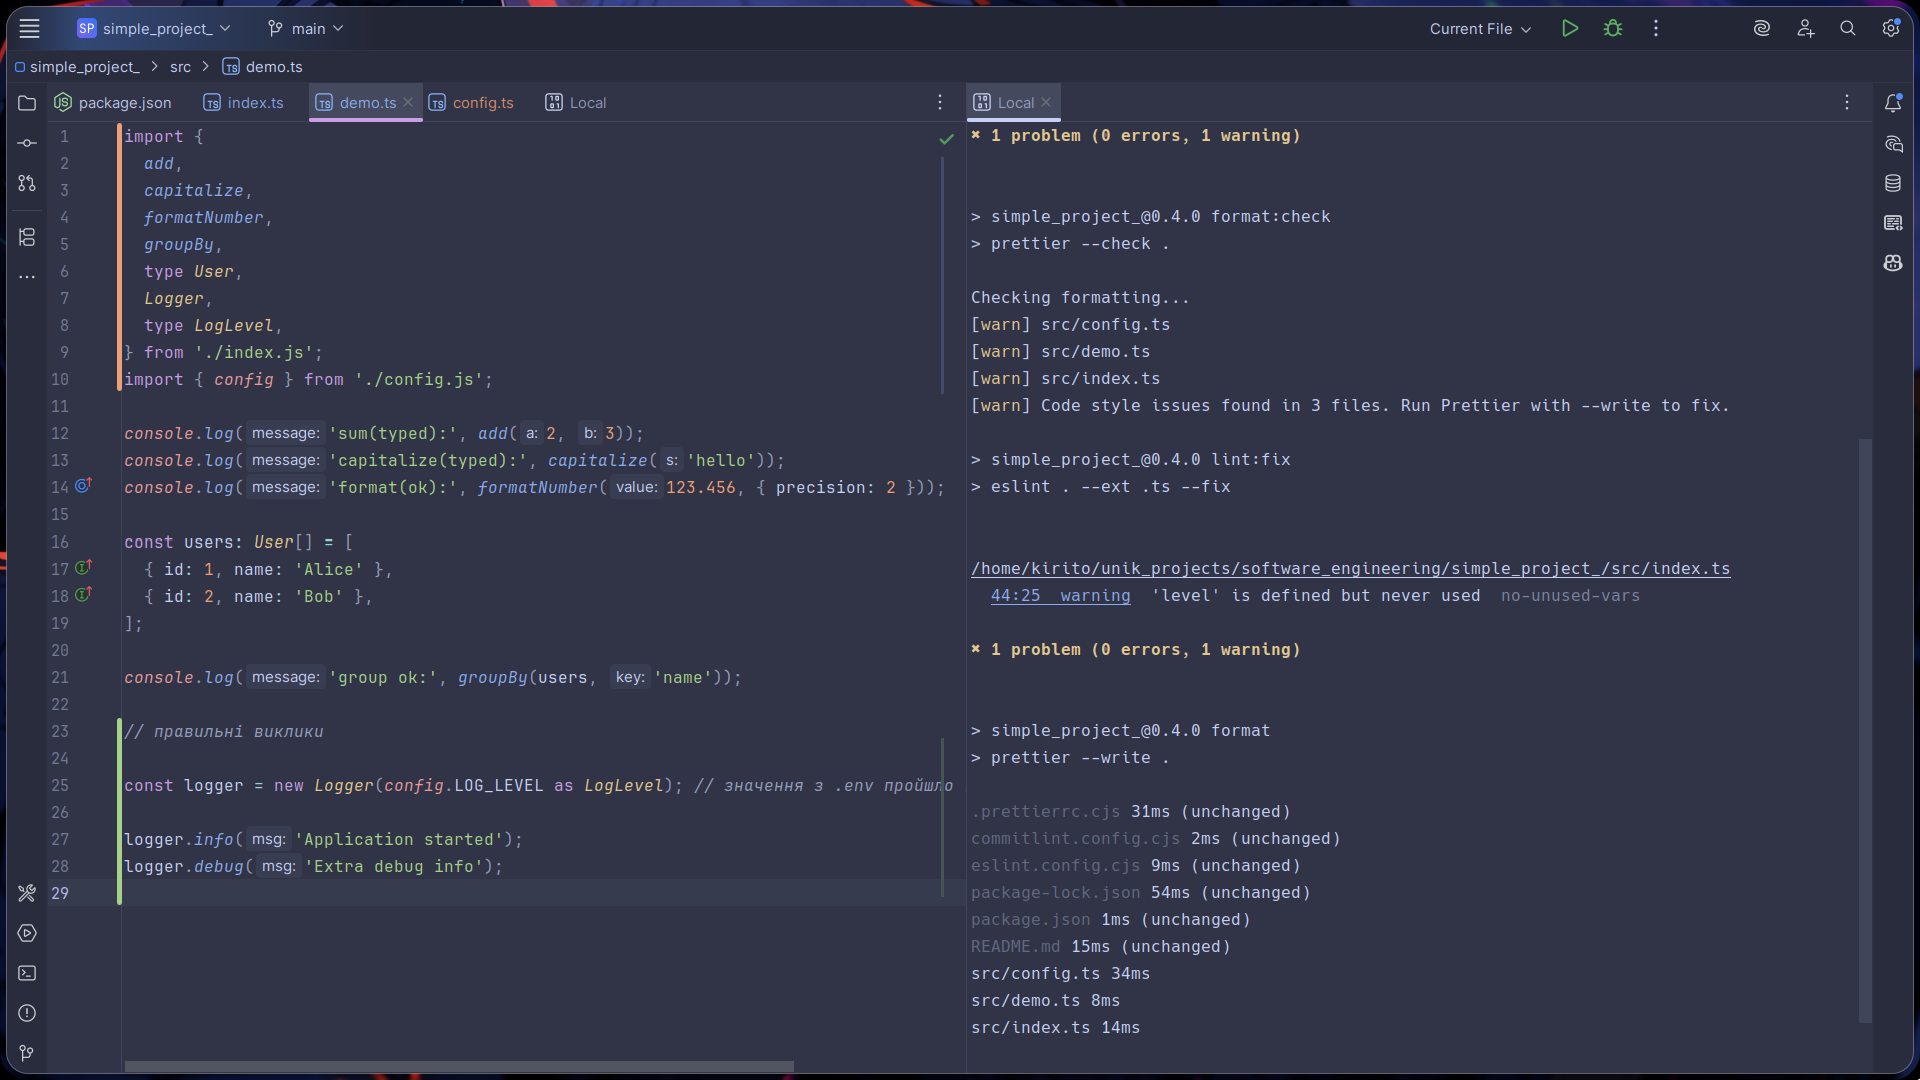 SP simple_project_ main Current File
simple_project_ > src > TS demo.ts
package.json TS index.ts TS demo.ts TS config.ts Local
1 import {
2 add,
3 capitalize,
4 formatNumber,
5 groupBy,
6 type User,
7 Logger,
8 type LogLevel,
9 } from './index.js';
10 import { config } from './config.js';
11
12 console.log( message: 'sum(typed):', add( a: 2, b: 3));
13 console.log( message: 'capitalize(typed):', capitalize( s: 'hello'));
14 console.log( message: 'format(ok):', formatNumber( value: 123.456, { precision: 2 }));
15
16 const users: User[] = [
17 { id: 1, name: 'Alice' },
18 { id: 2, name: 'Bob' },
19 ];
20
21 console.log( message: 'group ok:', groupBy(users, key: 'name'));
22
23 // правильні виклики
24
25 const logger = new Logger(config.LOG_LEVEL as LogLevel); // значення з .env пройшло
26
27 logger.info( msg: 'Application started');
28 logger.debug( msg: 'Extra debug info');
29
Local
✖ 1 problem (0 errors, 1 warning)
> simple_project_@0.4.0 format:check
> prettier --check .
Checking formatting...
[warn] src/config.ts
[warn] src/demo.ts
[warn] src/index.ts
[warn] Code style issues found in 3 files. Run Prettier with --write to fix.
> simple_project_@0.4.0 lint:fix
> eslint . --ext .ts --fix
/home/kirito/unik_projects/software_engineering/simple_project_/src/index.ts
44:25 warning 'level' is defined but never used no-unused-vars
✖ 1 problem (0 errors, 1 warning)
> simple_project_@0.4.0 format
> prettier --write .
.prettierrc.cjs 31ms (unchanged)
commitlint.config.cjs 2ms (unchanged)
eslint.config.cjs 9ms (unchanged)
package-lock.json 54ms (unchanged)
package.json 1ms (unchanged)
README.md 15ms (unchanged)
src/config.ts 34ms
src/demo.ts 8ms
src/index.ts 14ms